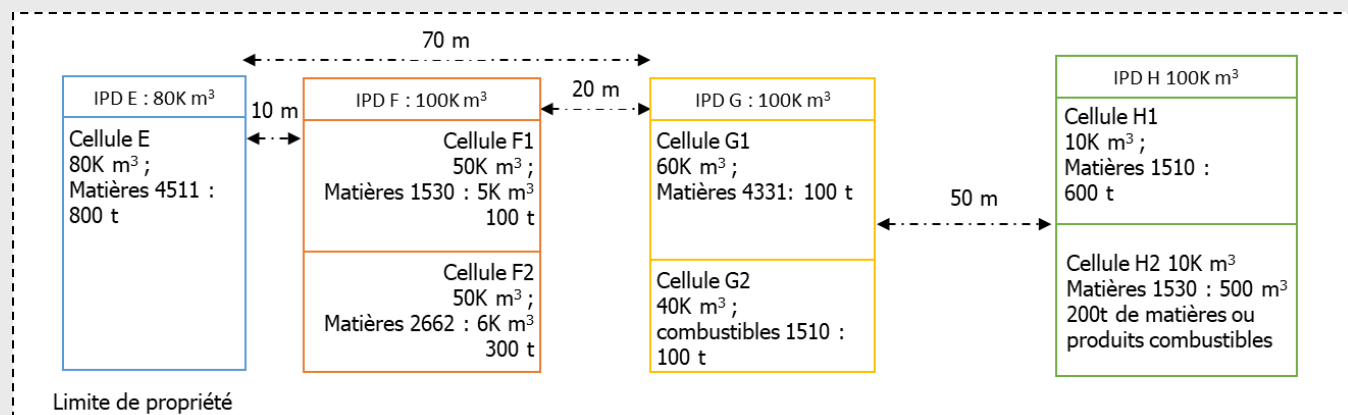 70 m
IPD E : 80K m³
10 m
IPD F : 100K m³
20 m
IPD G : 100K m³
IPD H 100K m³
Cellule E
80K m³ ;
Matières 4511 :
800 t
Cellule F1
50K m³ ;
Matières 1530 : 5K m³
100 t
Cellule F2
50K m³ ;
Matières 2662 : 6K m³
300 t
Cellule G1
60K m³ ;
Matières 4331: 100 t
Cellule G2
40K m³ ;
combustibles 1510 :
100 t
50 m
Cellule H1
10K m³ ;
Matières 1510 :
600 t
Cellule H2 10K m³
Matières 1530 : 500 m³
200t de matières ou
produits combustibles
Limite de propriété